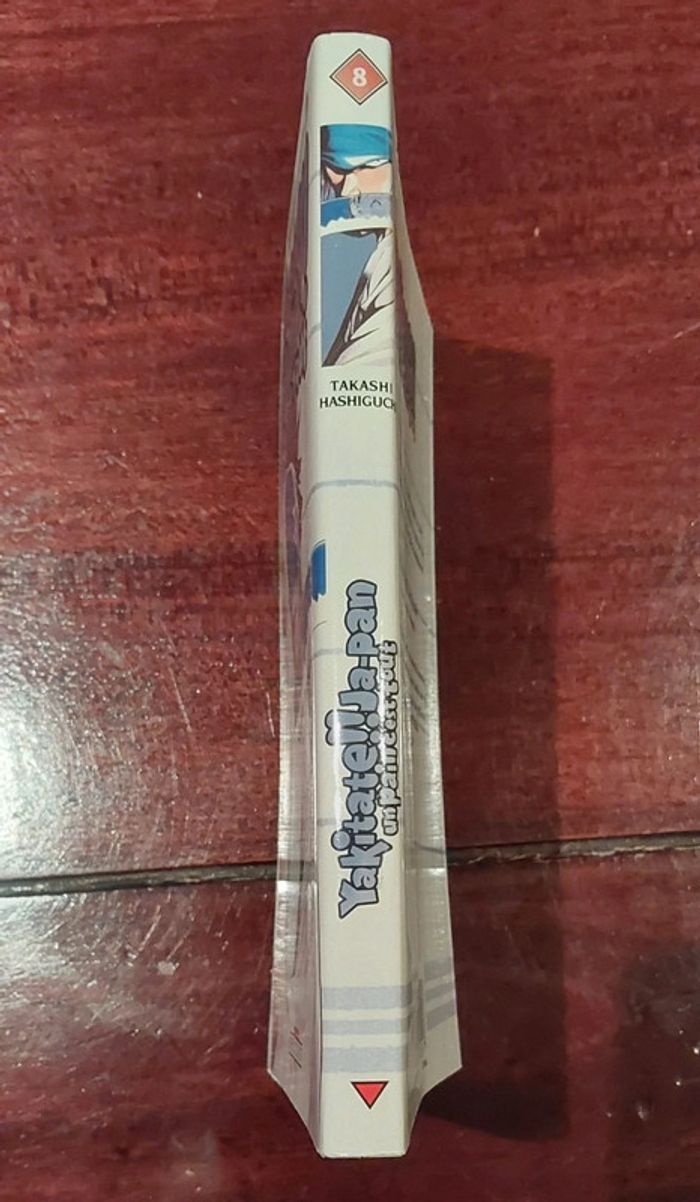 8
TAKASHI
HASHIGUCHI
Yakitate!! Ja-pan
un pain c'est tout